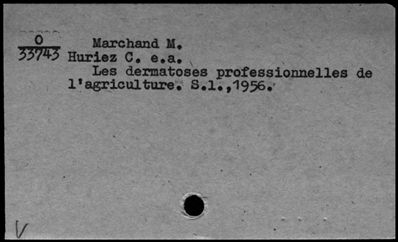 O
33743
Marchand M.
Huriez C. e.a.
Les dermatoses professionnelles de
l'agriculture. S.l.,1956.
V